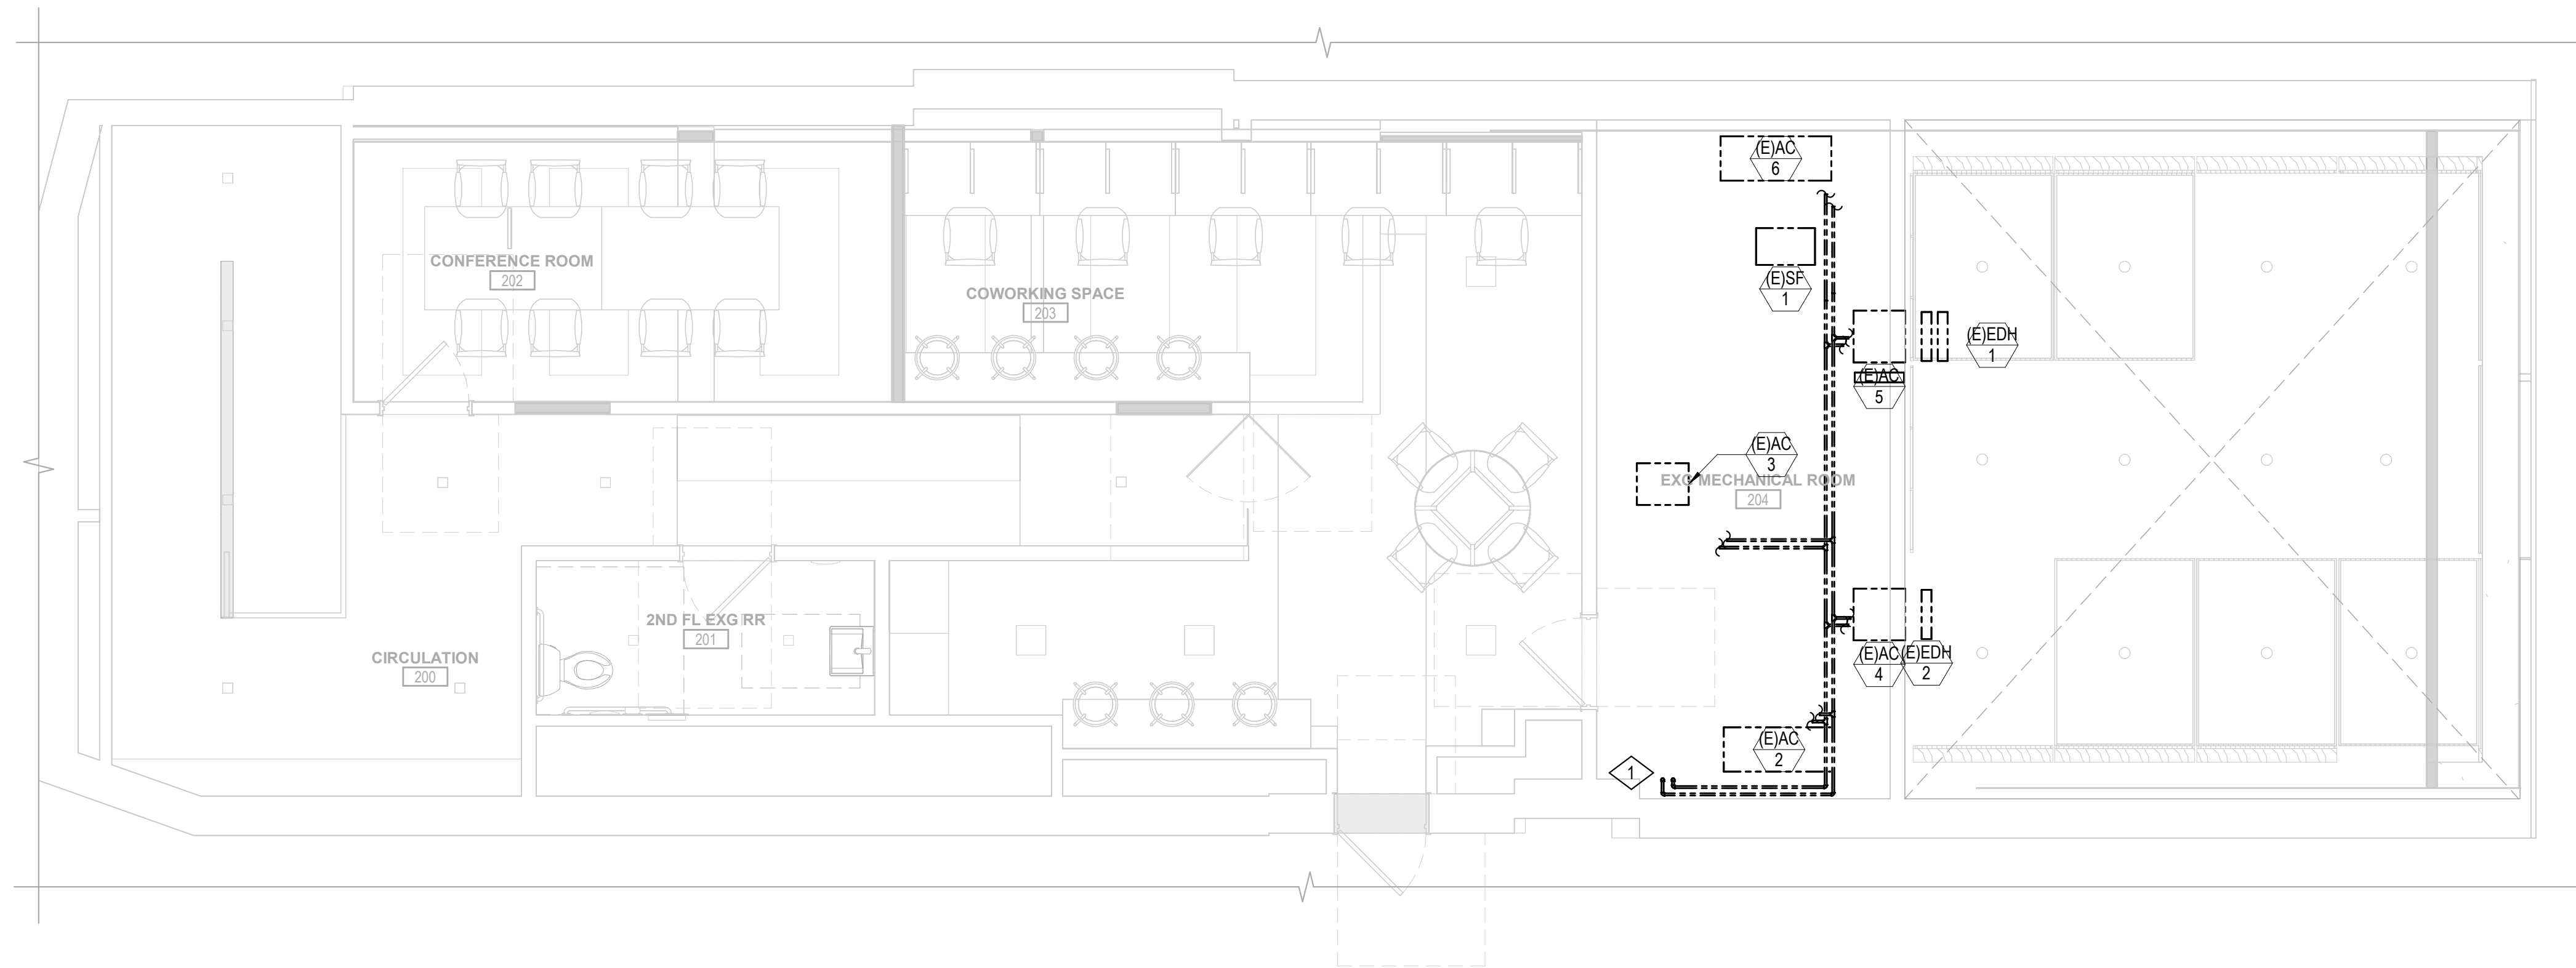 CONFERENCE ROOM
202
COWORKING SPACE
203
2ND FL EXG RR
201
CIRCULATION
200
(E)AC
6
(E)SF
1
(E)EDH
1
(E)AC
5
(E)AC
3
EXG MECHANICAL ROOM
204
(E)AC
4
(E)EDH
2
(E)AC
2
1